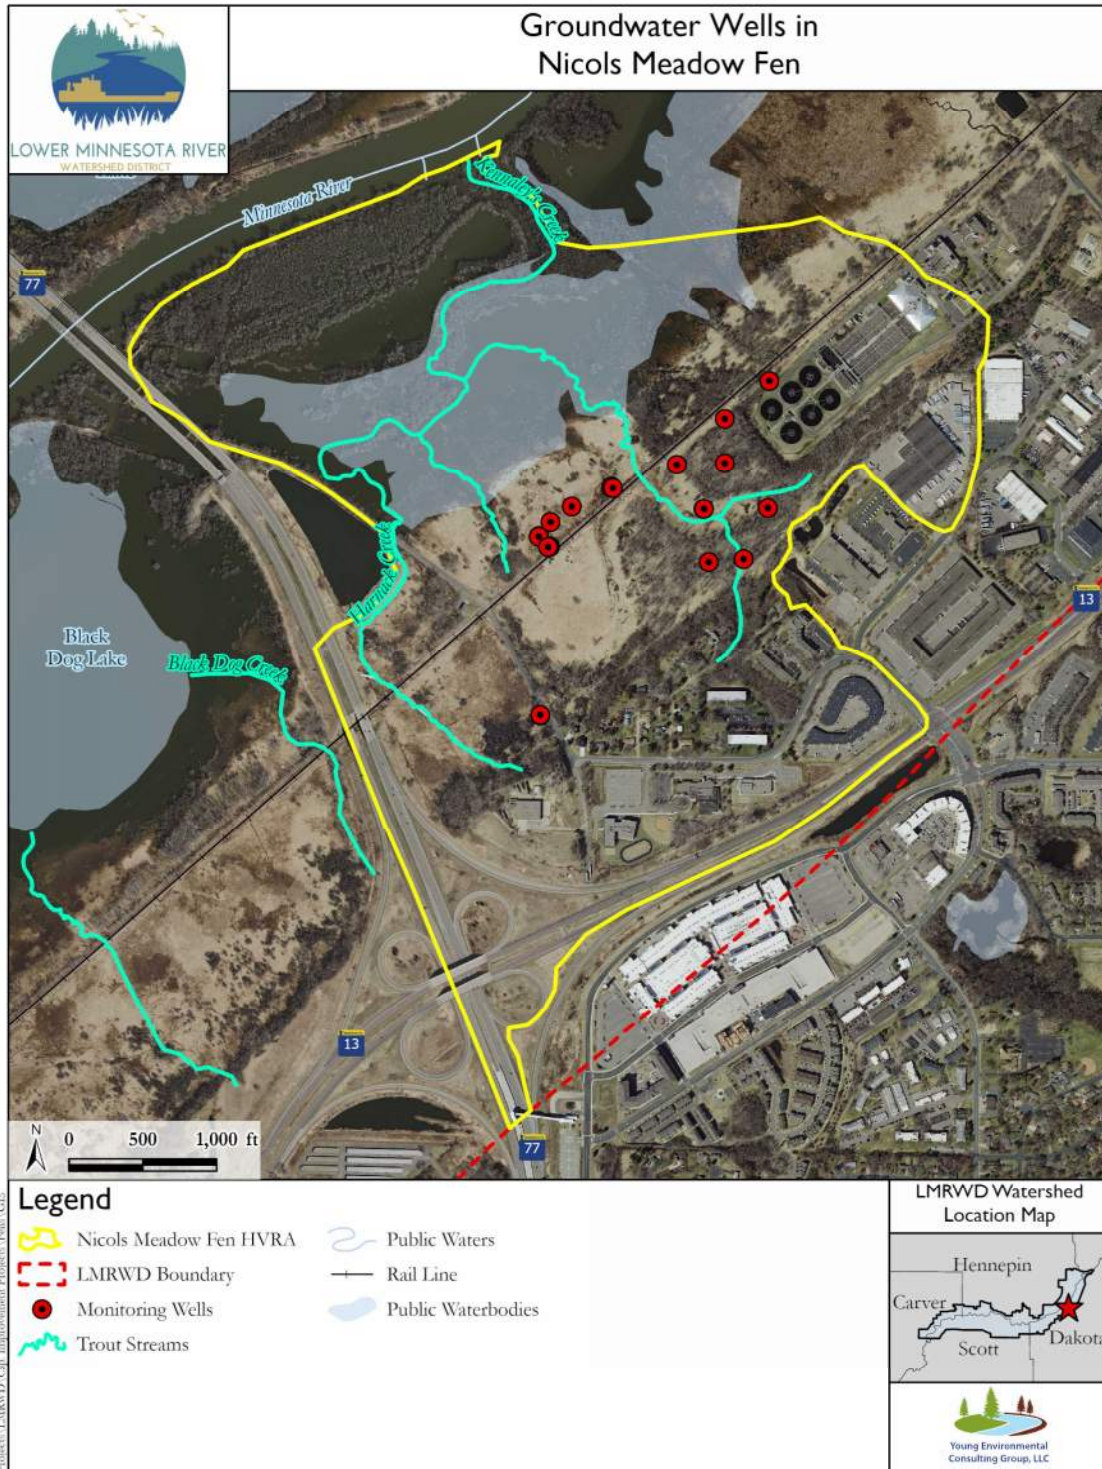 Groundwater Wells in
Nicols Meadow Fen
LOWER MINNESOTA RIVER
WATERSHED DISTRICT
Minnesota River
Kennaley's Creek
77
Harnack Creek
Black
Dog Lake
Black Dog Creek
13
13
77
N
0 500 1,000 ft
Legend
Nicols Meadow Fen HVRA
LMRWD Boundary
Monitoring Wells
Trout Streams
Public Waters
Rail Line
Public Waterbodies
LMRWD Watershed
Location Map
Hennepin
Carver
Scott
Dakota
Young Environmental
Consulting Group, LLC